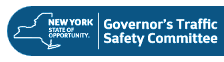 NEW YORK
STATE OF
OPPORTUNITY.
Governor's Traffic
Safety Committee